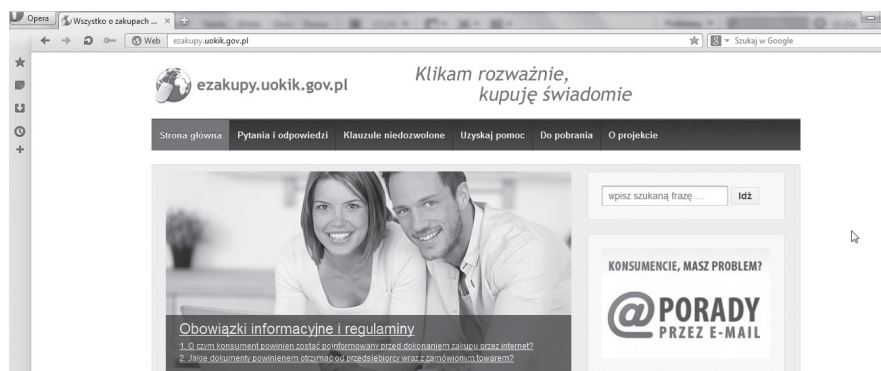 Opera
Wszystko o zakupach ...
Web
ezakupy.uokik.gov.pl
Szukaj w Google
ezakupy.uokik.gov.pl
Klikam rozważnie,
kupuję świadomie
Strona główna Pytania i odpowiedzi Klauzule niedozwolone Uzyskaj pomoc Do pobrania O projekcie
wpisz szukaną frazę ... Idż
KONSUMENCIE, MASZ PROBLEM?
@PORADY
PRZEZ E-MAIL
Obowiązki informacyjne i regulaminy
1. O czym konsument powinien zostać poinformowany przed dokonaniem zakupu przez internet?
2. Jakie dokumenty powinienem otrzymać od przedsiębiorcy wraz z zamówionym towarem?